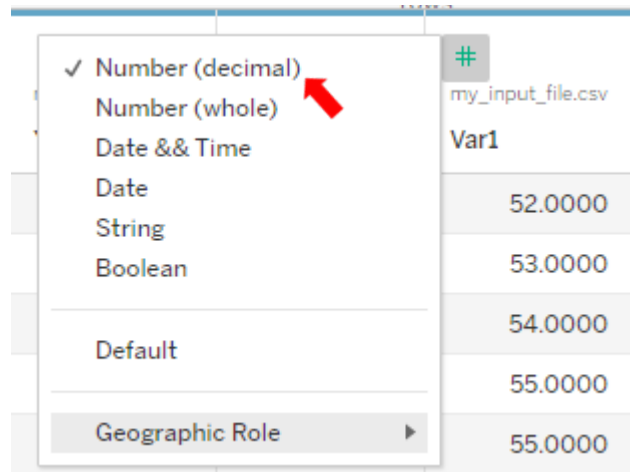 ✓ Number (decimal)
Number (whole)
Date && Time
Date
String
Boolean
Default
Geographic Role
#
my_input_file.csv
Var1
52.0000
53.0000
54.0000
55.0000
55.0000